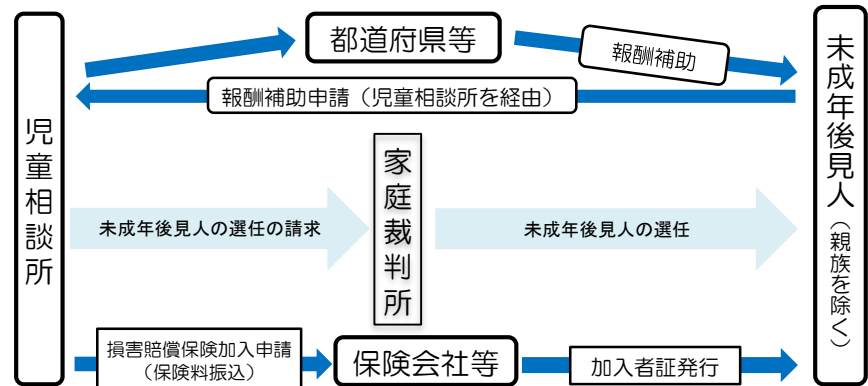 都道府県等
報酬補助
報酬補助申請（児童相談所を経由）
児童相談所
家庭裁判所
未成年後見人（親族を除く）
未成年後見人の選任の請求
未成年後見人の選任
損害賠償保険加入申請
（保険料振込）
保険会社等
加入者証発行